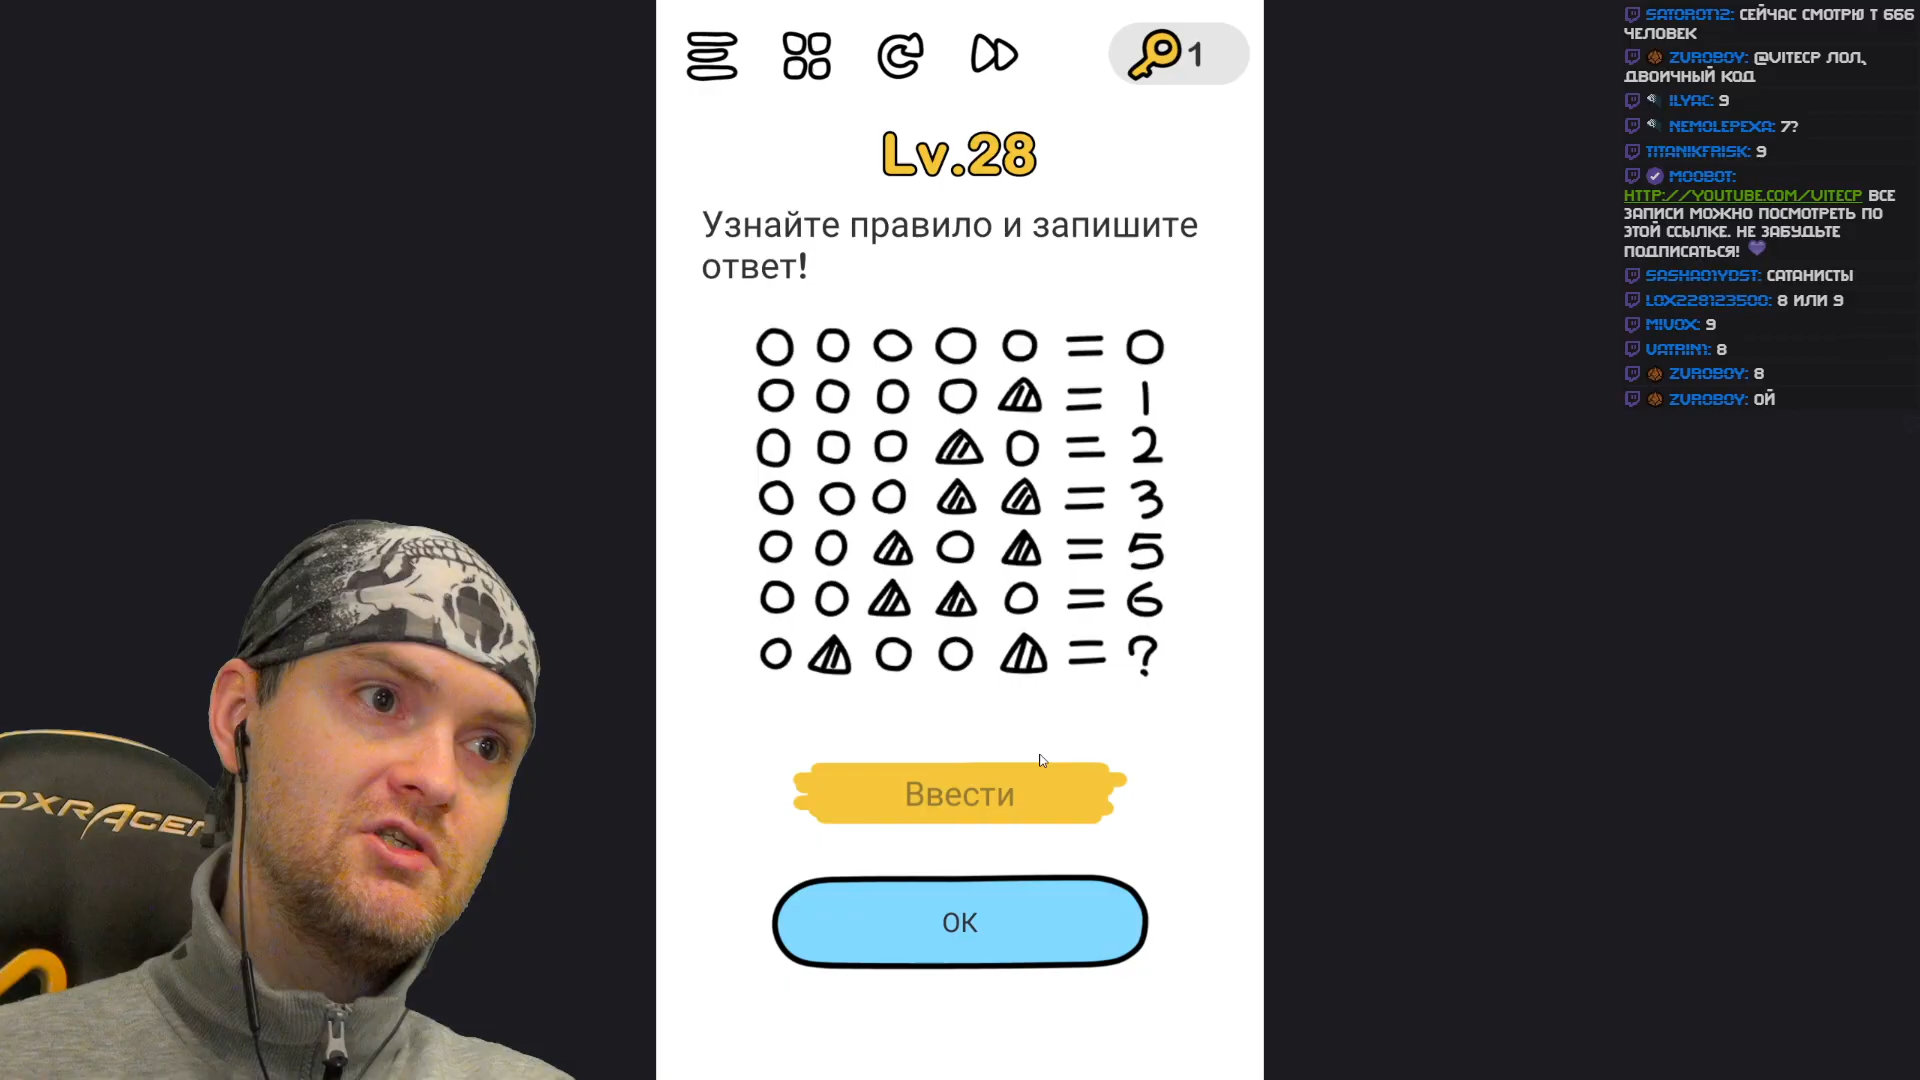 1
Lv.28
Узнайте правило и запишите
ответ!
= 0
= 1
= 2
= 3
= 5
= 6
= ?
Ввести
ОК
DXRACER
SATOROT12: СЕЙЧАС СМОТРЮ Т 666
ЧЕЛОВЕК
ZUROBOY: @VITECP ЛОЛ,
ДВОИЧНЫЙ КОД
ILYAC: 9
NEMOLEPEXA: 7?
TITANIKFRISK: 9
MOOBOT:
HTTP://YOUTUBE.COM/VITECP ВСЕ
ЗАПИСИ МОЖНО ПОСМОТРЕТЬ ПО
ЭТОЙ ССЫЛКЕ. НЕ ЗАБУДЬТЕ
ПОДПИСАТЬСЯ!
SASHA01YDST: САТАНИСТЫ
LOX228123500: 8 ИЛИ 9
MIVOX: 9
VATRIN1: 8
ZUROBOY: 8
ZUROBOY: ОЙ